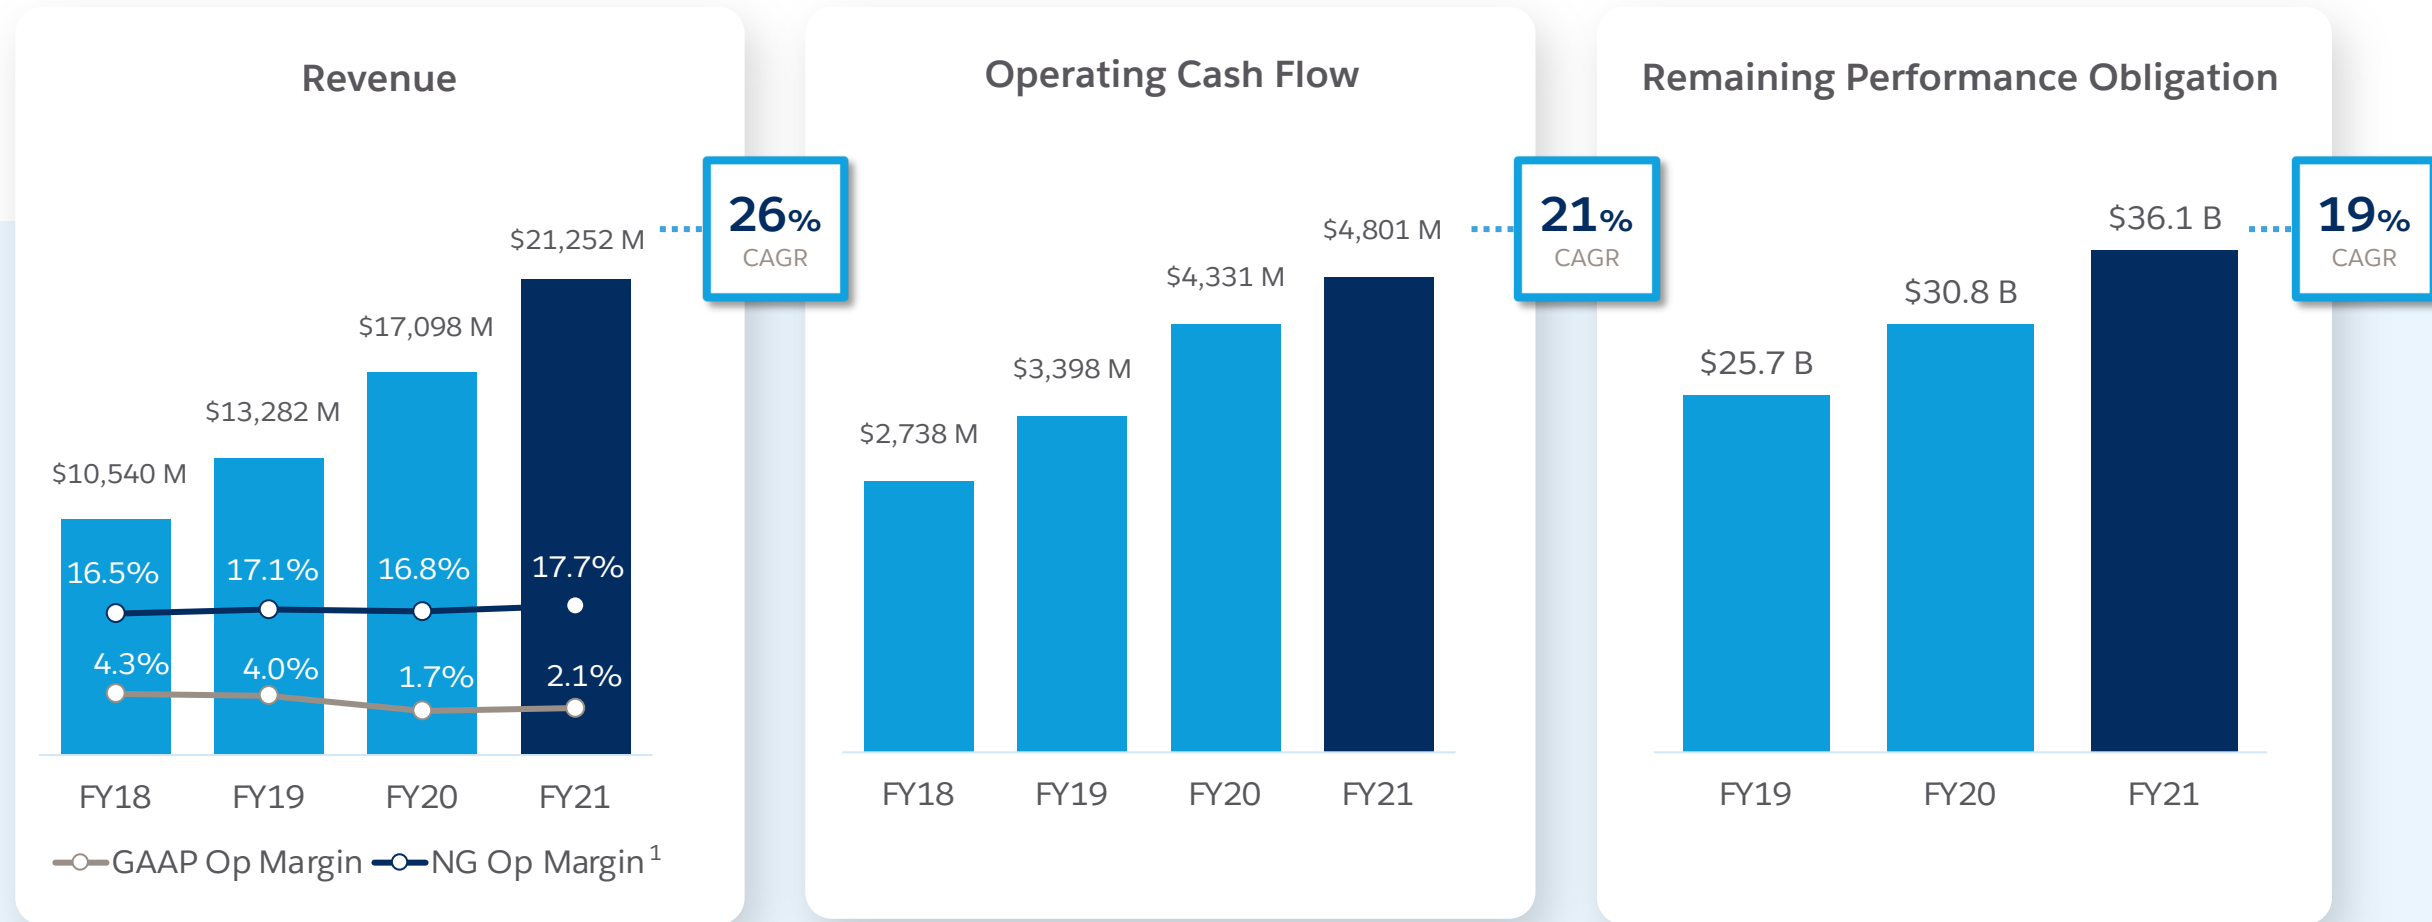 Revenue
26%
CAGR
$21,252 M
$17,098 M
$13,282 M
$10,540 M
16.5%
17.1%
16.8%
17.7%
4.3%
4.0%
1.7%
2.1%
FY18
FY19
FY20
FY21
GAAP Op Margin
NG Op Margin 1
Operating Cash Flow
21%
CAGR
$4,801 M
$4,331 M
$3,398 M
$2,738 M
FY18
FY19
FY20
FY21
Remaining Performance Obligation
19%
CAGR
$36.1 B
$30.8 B
$25.7 B
FY19
FY20
FY21